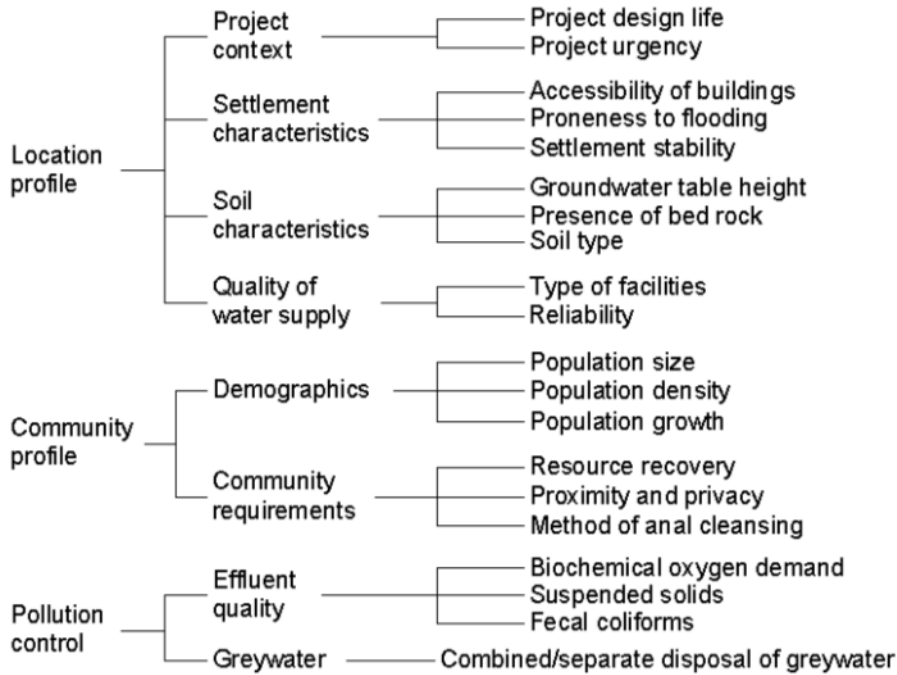 Project
context
Project design life
Project urgency
Settlement
characteristics
Accessibility of buildings
Proneness to flooding
Settlement stability
Location
profile
Soil
characteristics
Groundwater table height
Presence of bed rock
Soil type
Quality of
water supply
Type of facilities
Reliability
Community
profile
Demographics
Population size
Population density
Population growth
Community
requirements
Resource recovery
Proximity and privacy
Method of anal cleansing
Pollution
control
Effluent
quality
Biochemical oxygen demand
Suspended solids
Fecal coliforms
Greywater
Combined/separate disposal of greywater